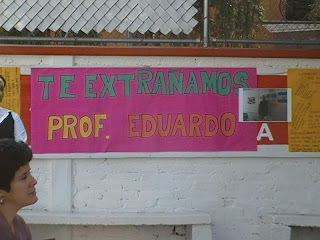 TE EXTRAÑAMOS
PROF. EDUARDO
A